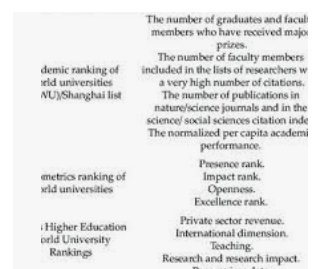 The number of graduates and facul
members who have received majo
prizes.
The number of faculty members
demic ranking of
included in the lists of researchers w
rld universities
a very high number of citations.
WU)/Shanghai list
The number of publications in
nature/science journals and in the
science/ social sciences citation inde
The normalized per capita academi
performance.
Presence rank.
ometrics ranking of
Impact rank.
orld universities
Openness.
Excellence rank.
Private sector revenue.
s Higher Education
International dimension.
orld University
Teaching.
Rankings
Research and research impact.